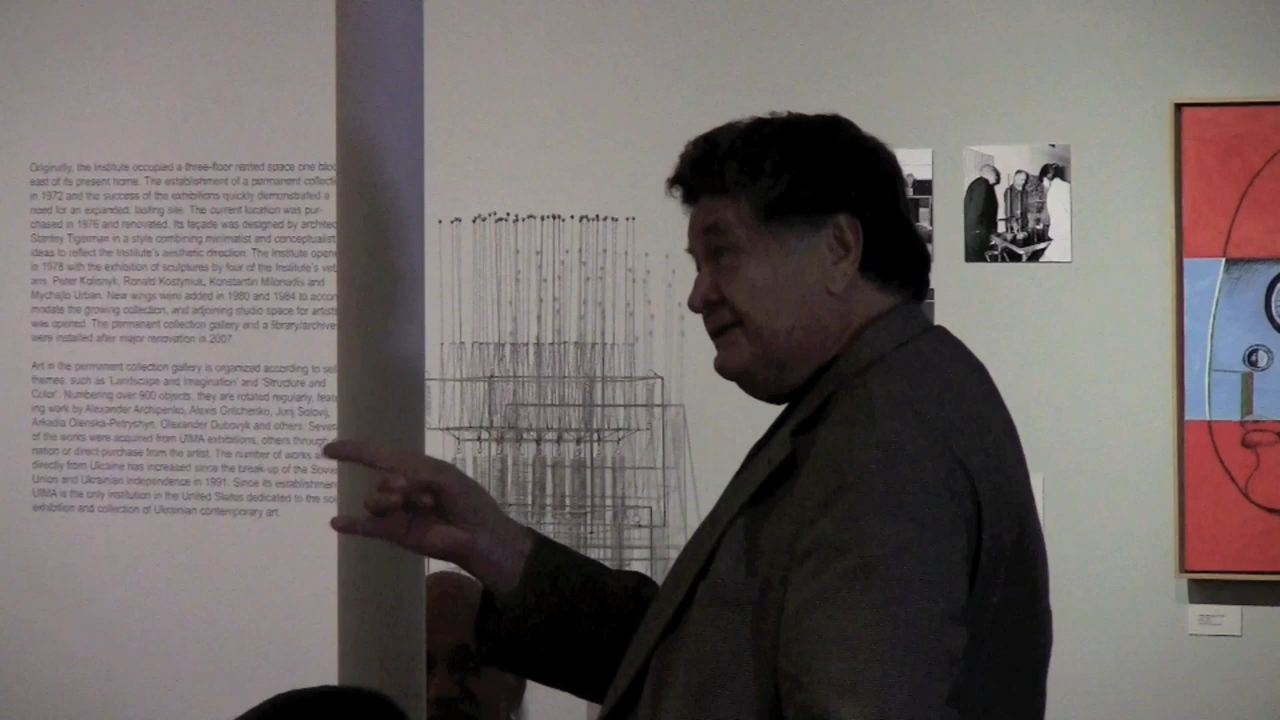 Originally, the Institute occupied a three-floor rented space one bloc
east of its present home. The establishment of a permanent collecti
in 1972 and the success of the exhibitions quickly demonstrated a
need for an expanded, lasting site. The current location was pur-
chased in 1976 and renovated. Its façade was designed by architec
Stanley Tigerman in a style combining minimalist and conceptualist
ideas to reflect the Institute's aesthetic direction. The Institute opene
in 1978 with the exhibition of sculptures by four of the Institute's vet
ans, Peter Kolisnyk, Ronald Kostyniuk, Konstantin Milonadis and
Mychajlo Urban. New wings were added in 1980 and 1984 to accom
modate the growing collection, and adjoining studio space for artists
was opened. The permanent collection gallery and a library/archive
were installed after major renovation in 2007
Art in the permanent collection gallery is organized according to sel
themes, such as 'Landscape and Imagination' and 'Structure and
Color'. Numbering over 900 objects, they are rotated regularly, feat
ing work by Alexander Archipenko, Alexis Gritchenko, Jurij Solovij,
Arkadia Olenska-Petryshyn, Olexander Dubovyk and others. Seve
of the works were acquired from UIMA exhibitions, others through
nation or direct purchase from the artist. The number of works
directly from Ukraine has increased since the break-up of the Sovie
Union and Ukrainian independence in 1991. Since its establishmen
UIMA is the only institution in the United States dedicated to the sol
exhibition and collection of Ukrainian contemporary art.